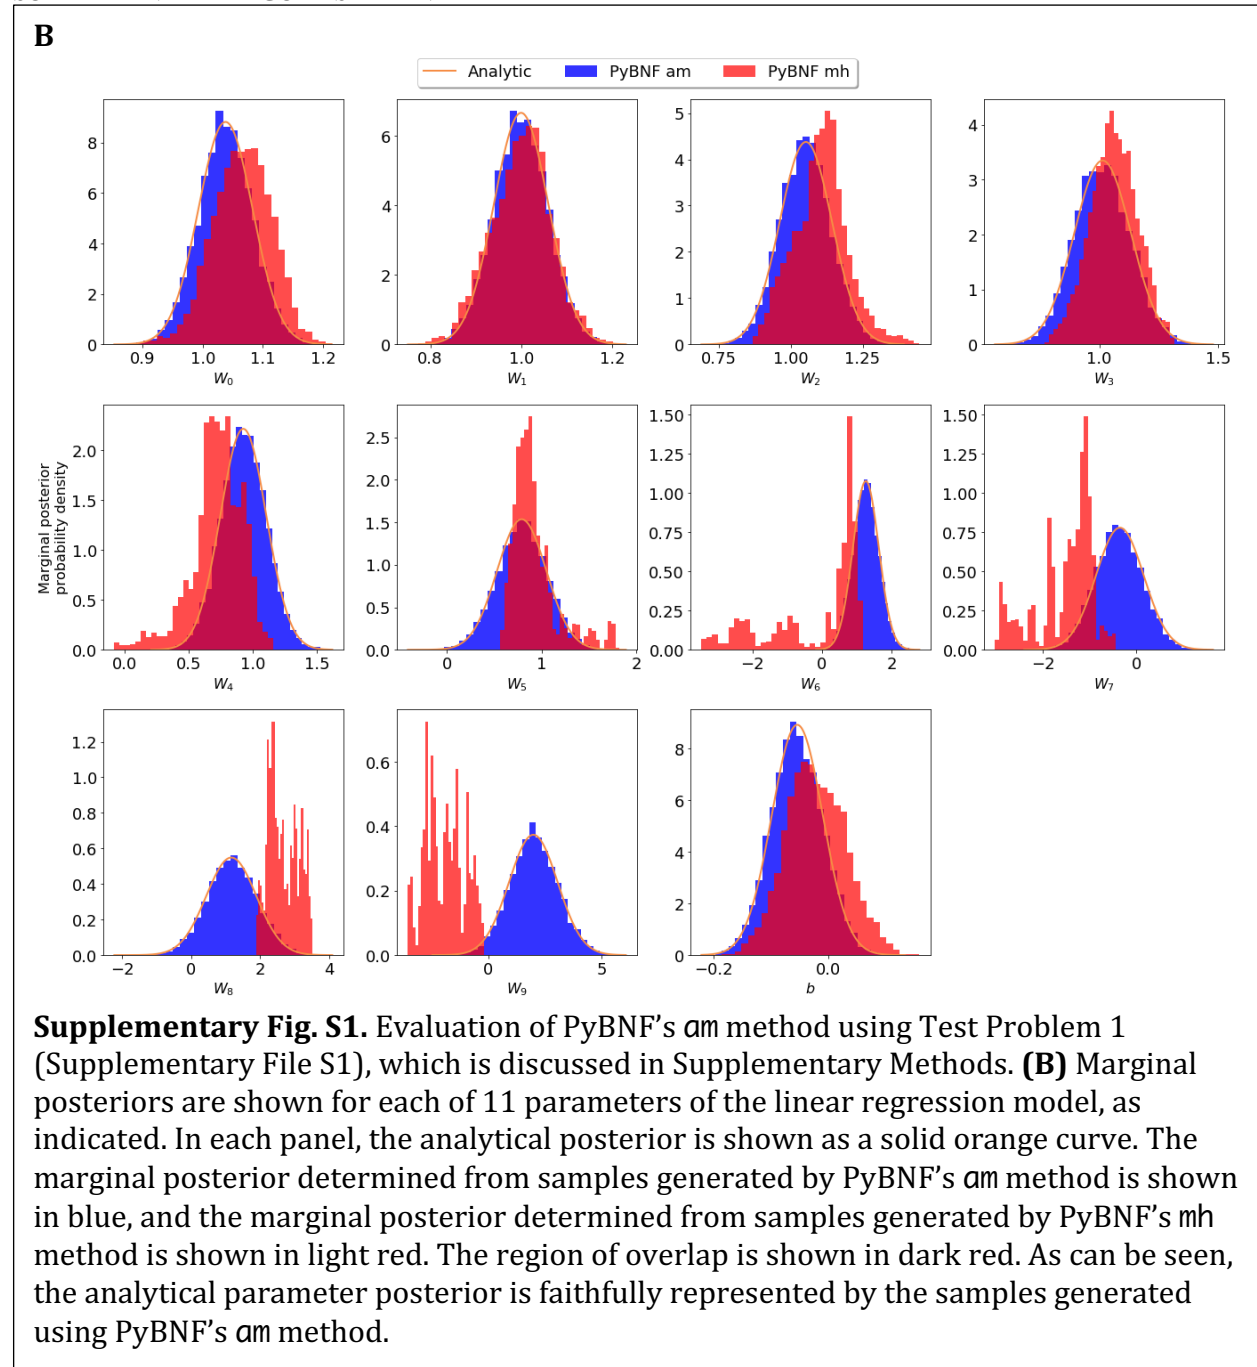 B
Analytic PyBNF am PyBNF mh
8
6
4
2
0
0.9 1.0 1.1 1.2
W0
6
4
2
0
0.8 1.0 1.2
W1
5
4
3
2
1
0
0.75 1.00 1.25
W2
4
3
2
1
0
1.0 1.5
W3
Marginal posterior
probability density
2.0
1.5
1.0
0.5
0.0
0.0 0.5 1.0 1.5
W4
2.5
2.0
1.5
1.0
0.5
0.0
0 1 2
W5
1.50
1.25
1.00
0.75
0.50
0.25
0.00
−2 0 2
W6
1.50
1.25
1.00
0.75
0.50
0.25
0.00
−2 0
W7
1.2
1.0
0.8
0.6
0.4
0.2
0.0
−2 0 2 4
W8
0.6
0.4
0.2
0.0
0 5
W9
8
6
4
2
0
−0.2 0.0
b
Supplementary Fig. S1. Evaluation of PyBNF’s am method using Test Problem 1
(Supplementary File S1), which is discussed in Supplementary Methods. (B) Marginal
posteriors are shown for each of 11 parameters of the linear regression model, as
indicated. In each panel, the analytical posterior is shown as a solid orange curve. The
marginal posterior determined from samples generated by PyBNF’s am method is shown
in blue, and the marginal posterior determined from samples generated by PyBNF’s mh
method is shown in light red. The region of overlap is shown in dark red. As can be seen,
the analytical parameter posterior is faithfully represented by the samples generated
using PyBNF’s am method.